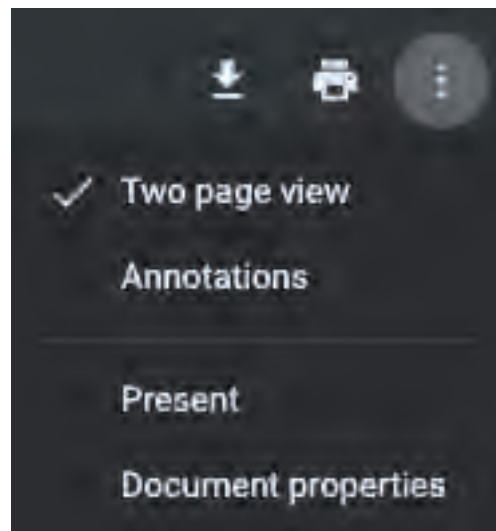 Two page view
Annotations
Present
Document properties